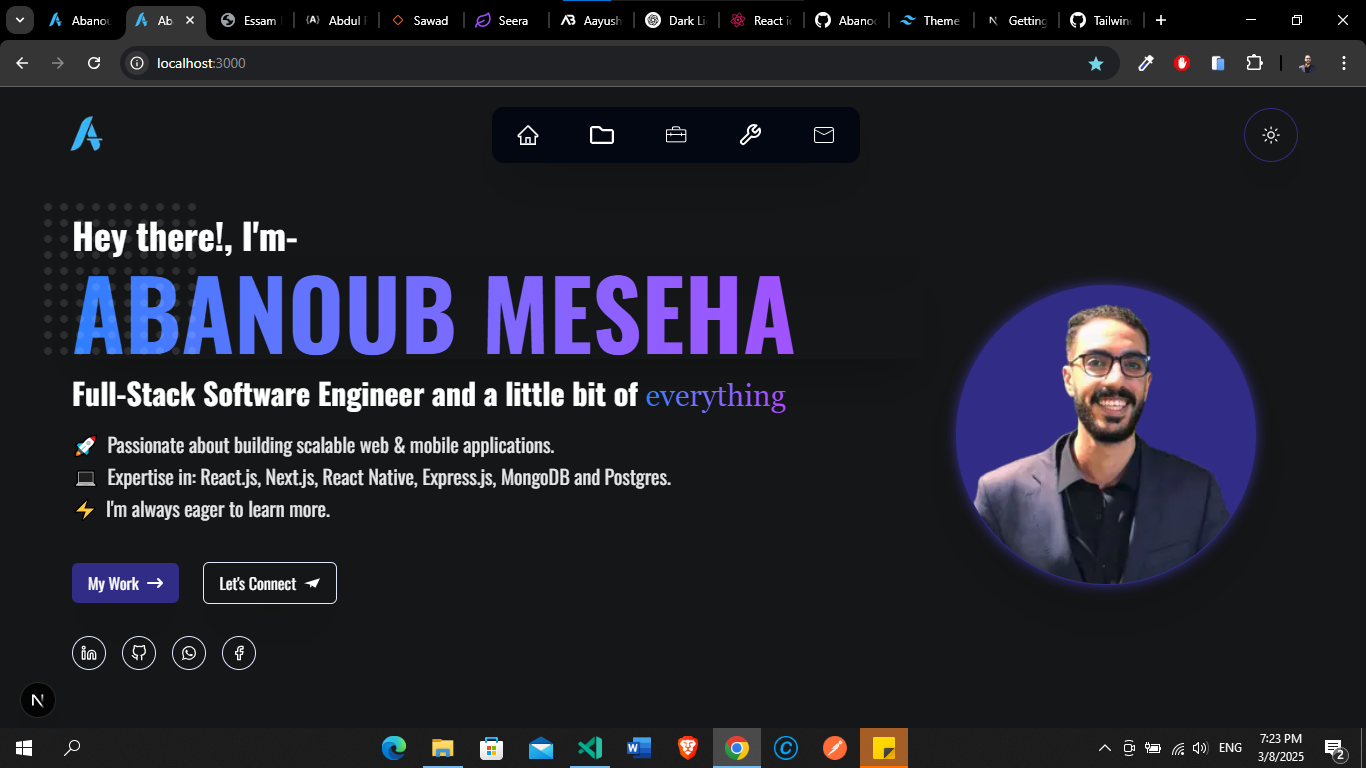 Abanou
Ab
Essam
Abdul R
Sawad
Seera
Aayush
Dark Li
React ic
Abanou
Theme
Getting
Tailwind
localhost:3000
Hey there!, I'm-
ABANOUB MESEHA
Full-Stack Software Engineer and a little bit of everything
Passionate about building scalable web & mobile applications.
Expertise in: React.js, Next.js, React Native, Express.js, MongoDB and Postgres.
I'm always eager to learn more.
My Work
Let's Connect
N
ENG
7:23 PM
3/8/2025
2